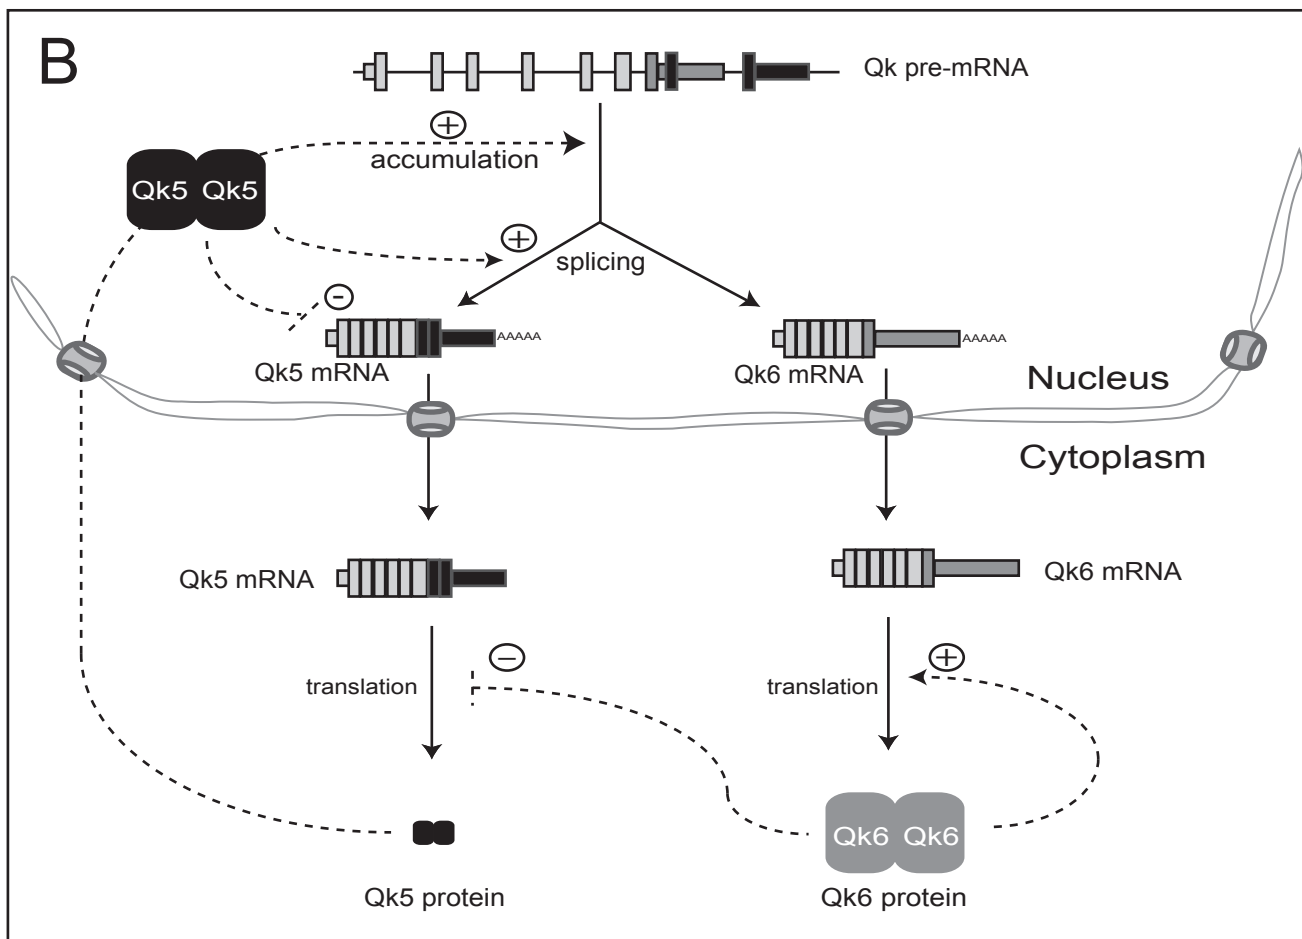 B
Qk pre-mRNA
+
accumulation
Qk5 Qk5
+
splicing
-
AAAAA
AAAAA
Qk5 mRNA
Qk6 mRNA
Nucleus
Cytoplasm
Qk5 mRNA
Qk6 mRNA
−
+
translation
translation
Qk6 Qk6
Qk5 protein
Qk6 protein